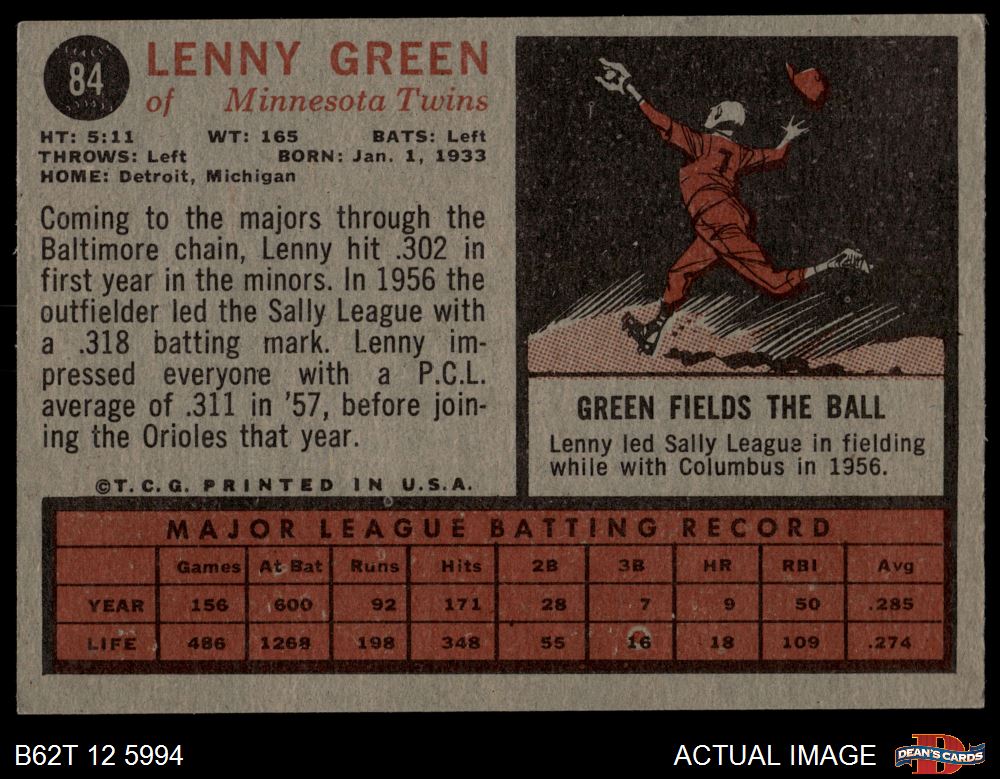 84
LENNY GREEN
of Minnesota Twins
HT: 5:11 WT: 165 BATS: Left
THROWS: Left BORN: Jan. 1, 1933
HOME: Detroit, Michigan
Coming to the majors through the
Baltimore chain, Lenny hit .302 in
first year in the minors. In 1956 the
outfielder led the Sally League with
a .318 batting mark. Lenny im-
pressed everyone with a P.C.L.
average of .311 in '57, before join-
ing the Orioles that year.
©T.C.G. PRINTED IN U.S.A.
7
GREEN FIELDS THE BALL
Lenny led Sally League in fielding
while with Columbus in 1956.
MAJOR LEAGUE BATTING RECORD
Games At Bat Runs Hits 2B 3B HR RBI Avg
YEAR 156 600 92 171 28 7 9 50 .285
LIFE 486 1268 198 348 55 16 18 109 .274
B62T 12 5994
ACTUAL IMAGE
DEAN'S CARDS